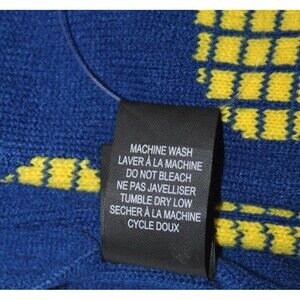 MACHINE WASH
LAVER À LA MACHINE
DO NOT BLEACH
NE PAS JAVELLISER
TUMBLE DRY LOW
SECHER À LA MACHINE
CYCLE DOUX